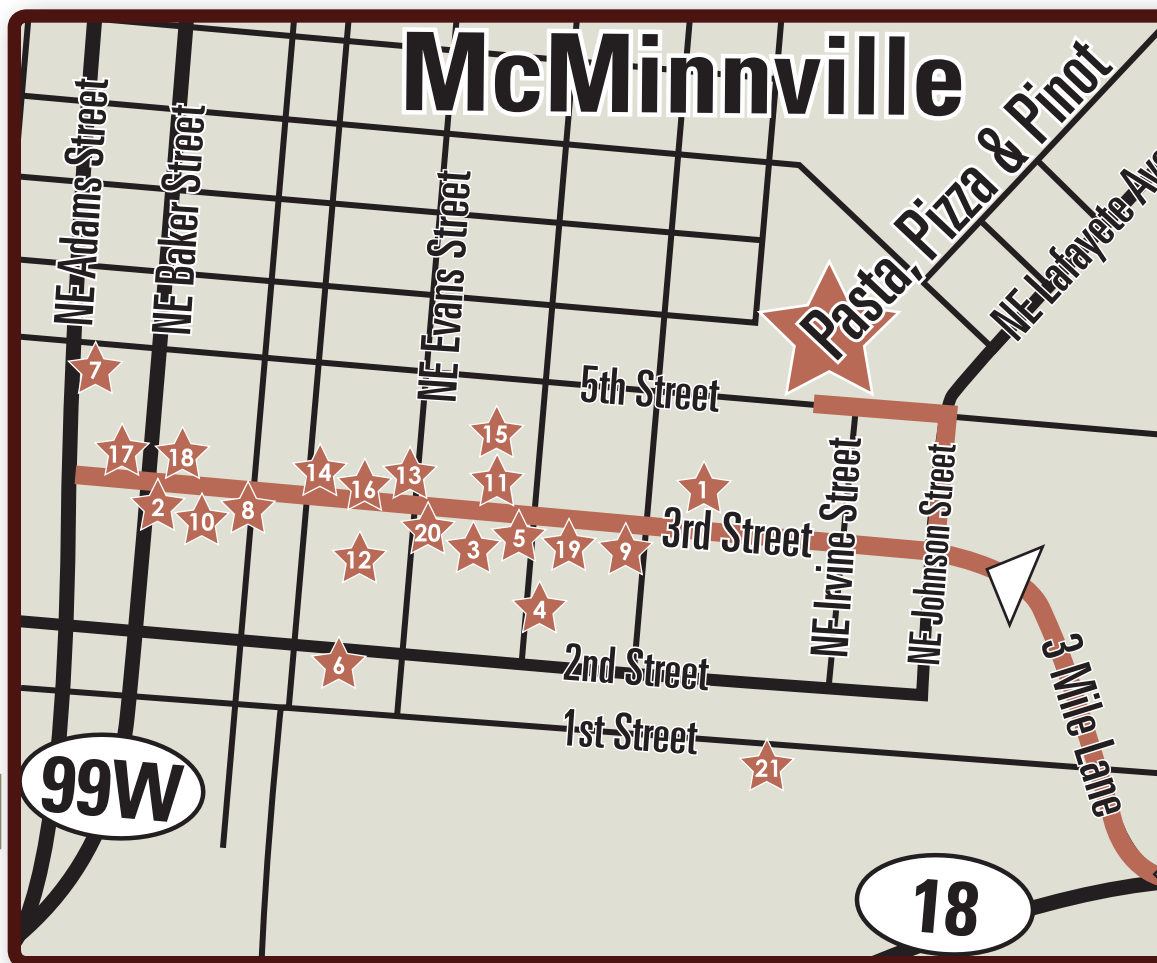 McMinnville
Pasta, Pizza & Pinot
NE Lafayete Ave
NE Adams Street
NE Baker Street
NE Evans Street
5th Street
7
15
17
18
14
16
13
11
1
2
10
8
20
3
5
19
9
3rd Street
12
4
NE Irvine Street
NE Johnson Street
6
2nd Street
1st Street
21
3 Mile Lane
99W
18